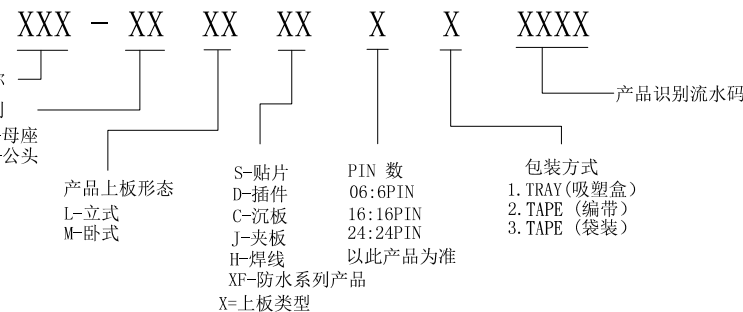 XXX - XX XX XX X X XXXX
产品识别流水码
母座
公头
产品上板形态
L-立式
M-卧式
S-贴片
D-插件
C-沉板
J-夹板
H-焊线
XF-防水系列产品
X=上板类型
PIN 数
06:6PIN
16:16PIN
24:24PIN
以此产品为准
包装方式
1.TRAY(吸塑盒)
2.TAPE (编带)
3.TAPE (袋装)